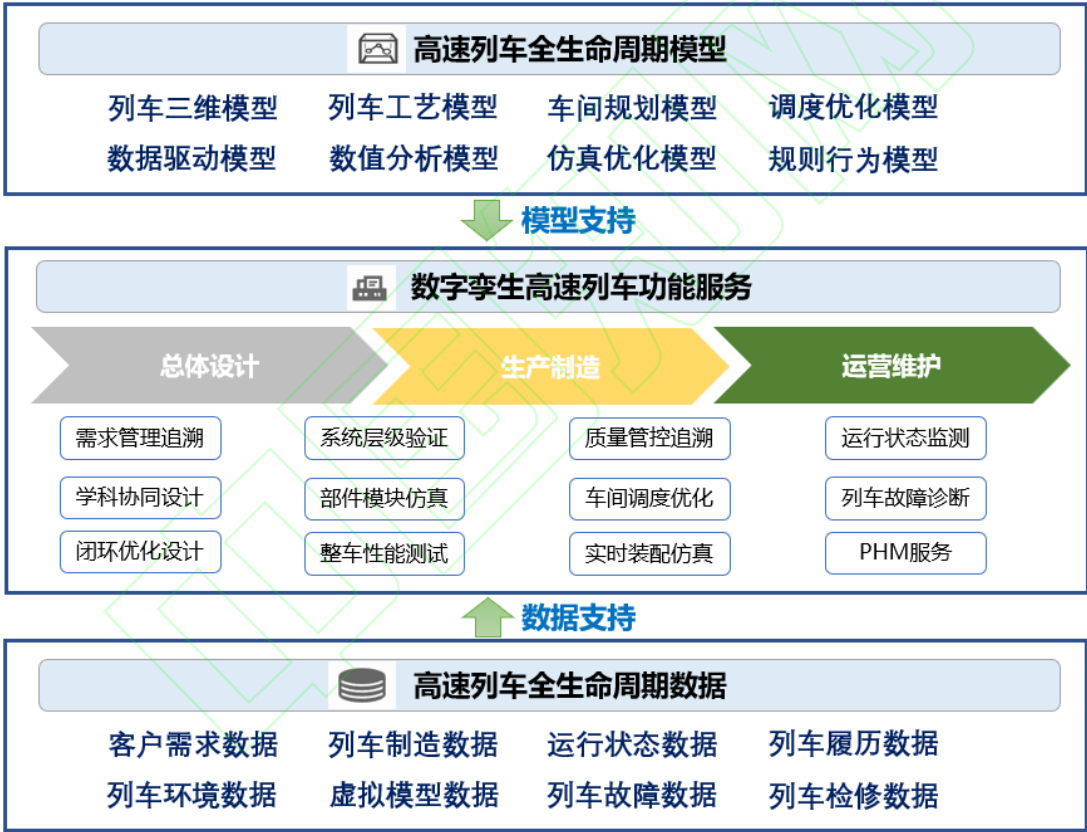 高速列车全生命周期模型
列车三维模型 列车工艺模型 车间规划模型 调度优化模型
数据驱动模型 数值分析模型 仿真优化模型 规则行为模型
模型支持
数字孪生高速列车功能服务
总体设计 生产制造 运营维护
需求管理追溯 系统层级验证 质量管控追溯 运行状态监测
学科协同设计 部件模块仿真 车间调度优化 列车故障诊断
闭环优化设计 整车性能测试 实时装配仿真 PHM服务
数据支持
高速列车全生命周期数据
客户需求数据 列车制造数据 运行状态数据 列车履历数据
列车环境数据 虚拟模型数据 列车故障数据 列车检修数据